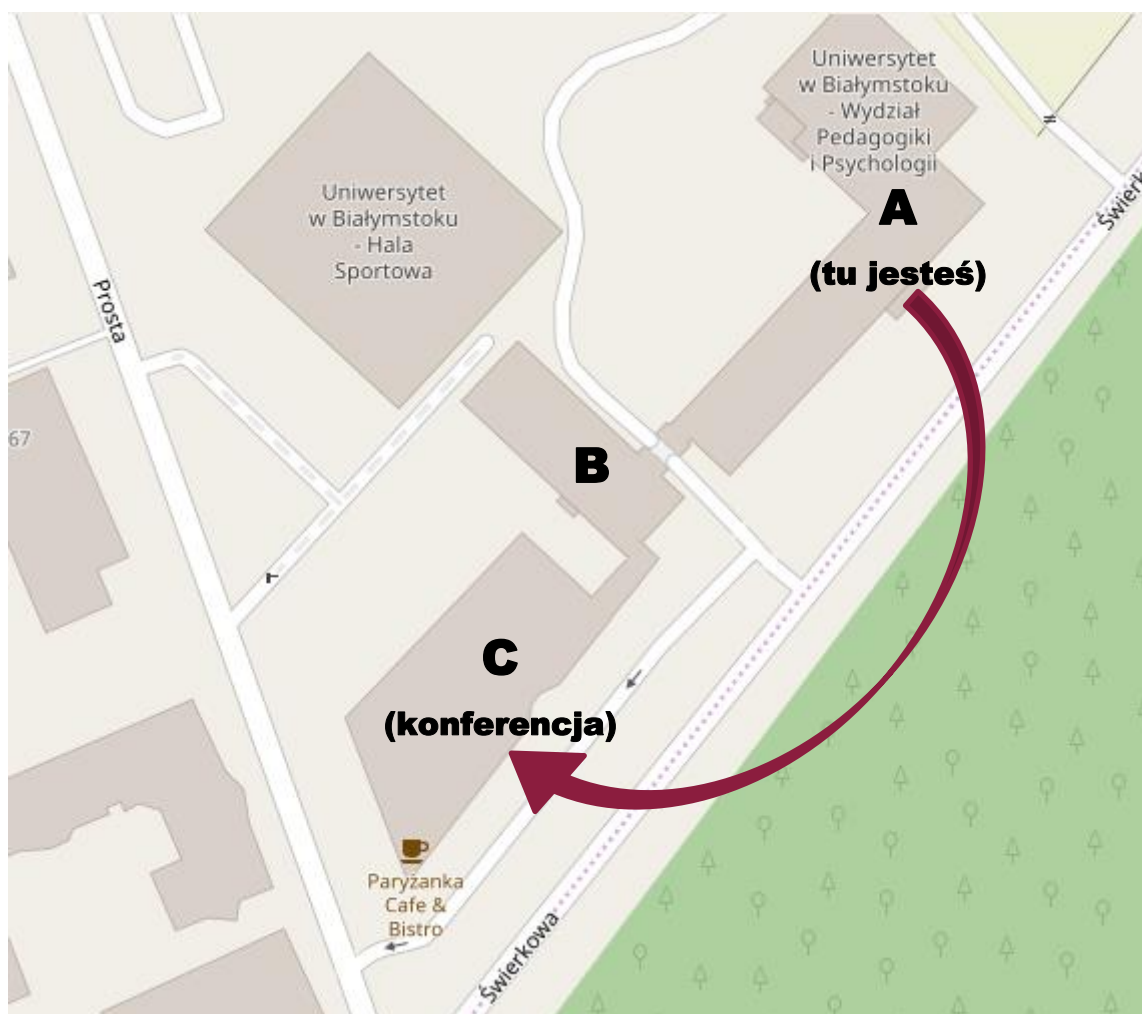 Uniwersytet
w Białymstoku
- Wydział
Pedagogiki
i Psychologii
A
(tu jesteś)
Uniwersytet
w Białymstoku
- Hala
Sportowa
Świerk
Prosta
67
B
C
(konferencja)
Paryżanka
Cafe &
Bistro
Świerkowa